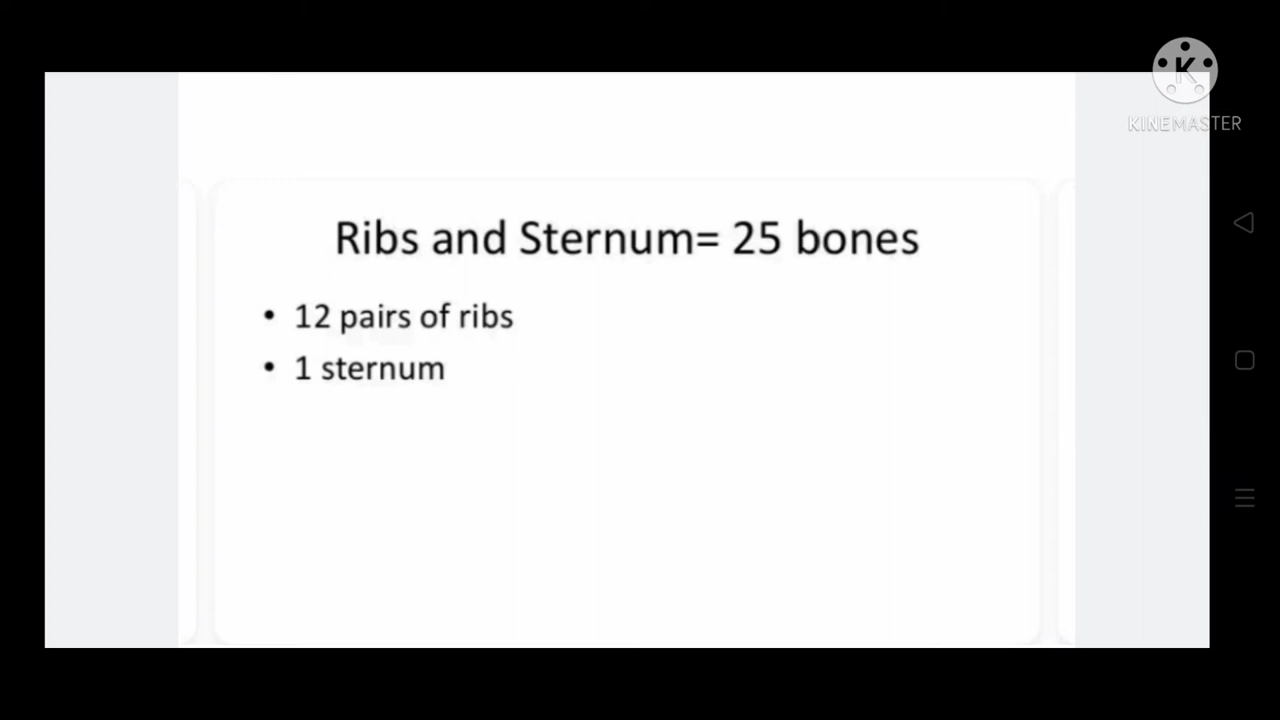 KINEMASTER
Ribs and Sternum= 25 bones
• 12 pairs of ribs
• 1 sternum